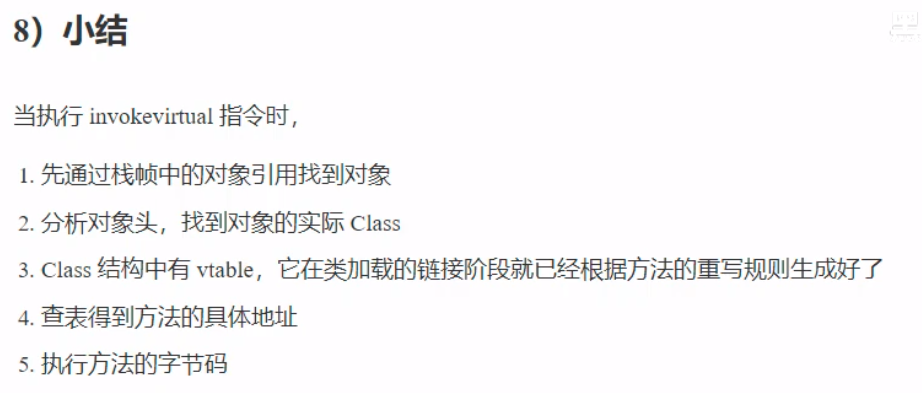 8）小结
当执行 invokevirtual 指令时，
1. 先通过栈帧中的对象引用找到对象
2. 分析对象头，找到对象的实际 Class
3. Class 结构中有 vtable，它在类加载的链接阶段就已经根据方法的重写规则生成好了
4. 查表得到方法的具体地址
5. 执行方法的字节码